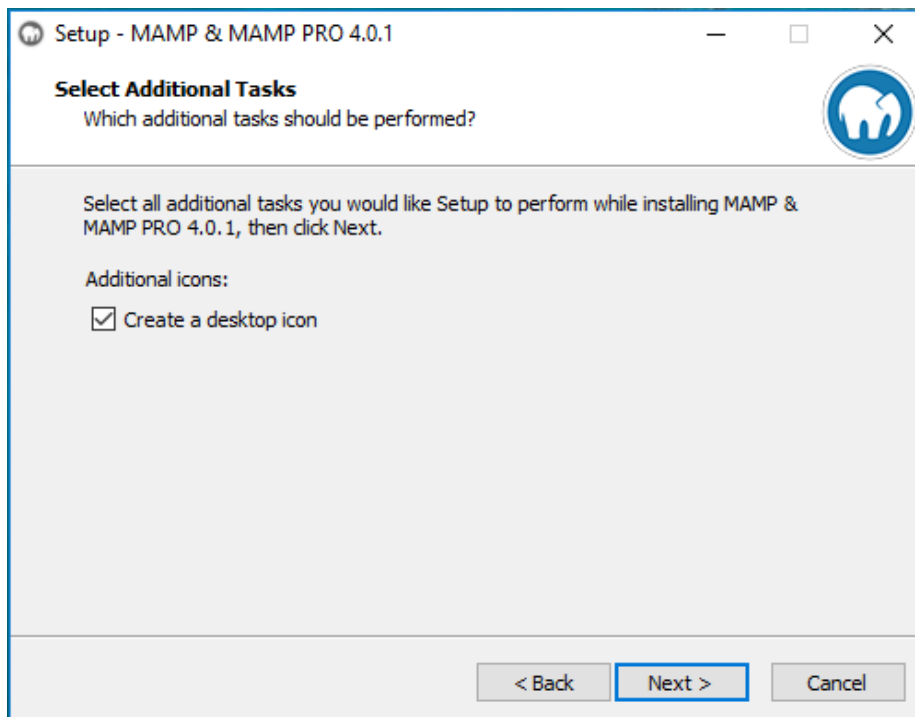 Setup - MAMP & MAMP PRO 4.0.1
Select Additional Tasks
Which additional tasks should be performed?
Select all additional tasks you would like Setup to perform while installing MAMP &
MAMP PRO 4.0.1, then click Next.
Additional icons:
Create a desktop icon
< Back
Next >
Cancel